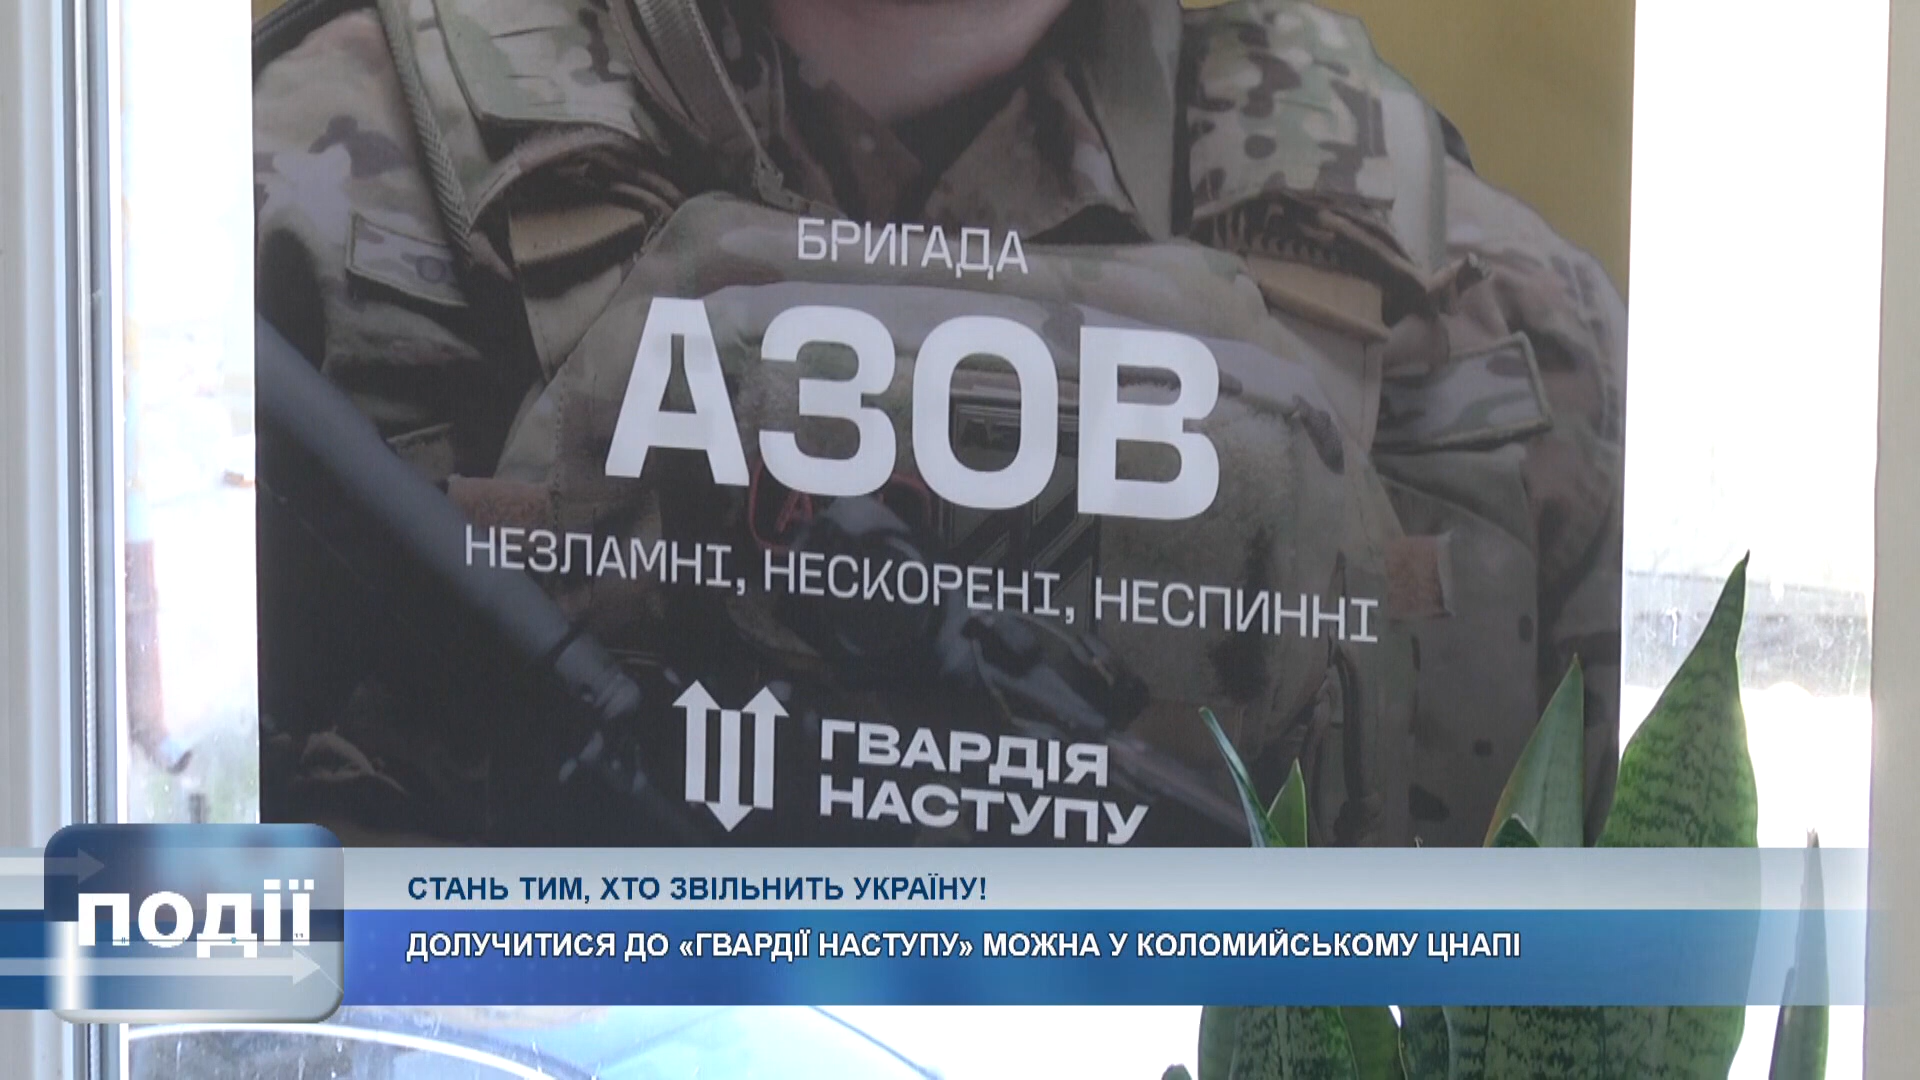 БРИГАДА
АЗОВ
НЕЗЛАМНІ, НЕСКОРЕНІ, НЕСПИННІ
ГВАРДІЯ
НАСТУПУ
події
СТАНЬ ТИМ, ХТО ЗВІЛЬНИТЬ УКРАЇНУ!
ДОЛУЧИТИСЯ ДО «ГВАРДІЇ НАСТУПУ» МОЖНА У КОЛОМИЙСЬКОМУ ЦНАПІ